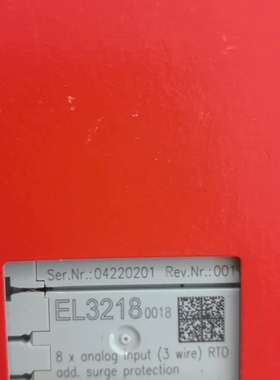 Ser.Nr.: 04220201 Rev.Nr.: 001
EL3218 0018
8 x analog input (3 wire) RTD
add. surge protection